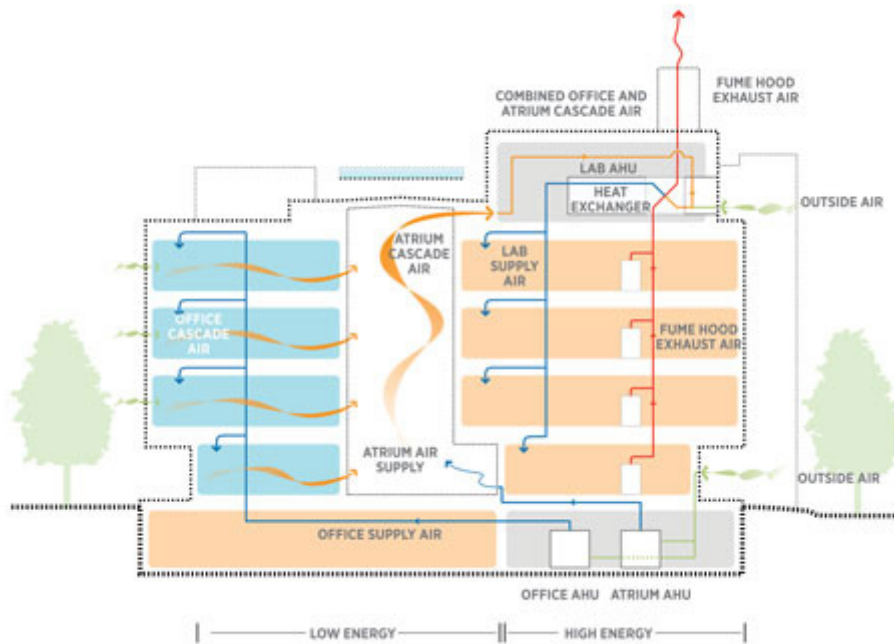 FUME HOOD
EXHAUST AIR
COMBINED OFFICE AND
ATRIUM CASCADE AIR
LAB AHU
HEAT
EXCHANGER
OUTSIDE AIR
ATRIUM
CASCADE
AIR
LAB
SUPPLY
AIR
OFFICE
CASCADE
AIR
FUME HOOD
EXHAUST AIR
ATRIUM AIR
SUPPLY
OUTSIDE AIR
OFFICE SUPPLY AIR
OFFICE AHU
ATRIUM AHU
LOW ENERGY
HIGH ENERGY